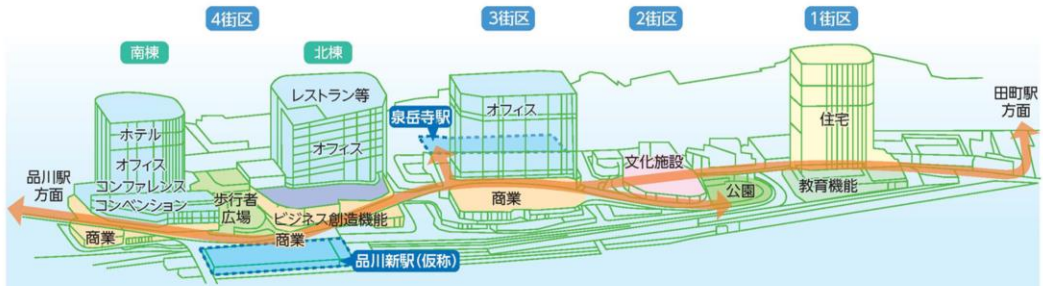 4街区
3街区
2街区
1街区
南棟
北棟
レストラン等
オフィス
ホテル
オフィス
コンファレンス
コンベンション
泉岳寺駅
オフィス
住宅
田町駅
方面
品川駅
方面
歩行者
広場
ビジネス創造機能
商業
商業
商業
文化施設
公園
教育機能
品川新駅(仮称)